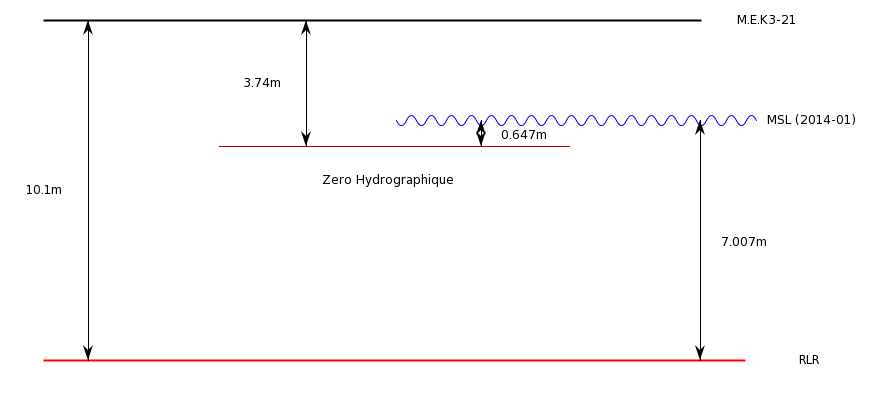 M.E.K3-21
3.74m
MSL (2014-01)
0.647m
Zero Hydrographique
10.1m
7.007m
RLR